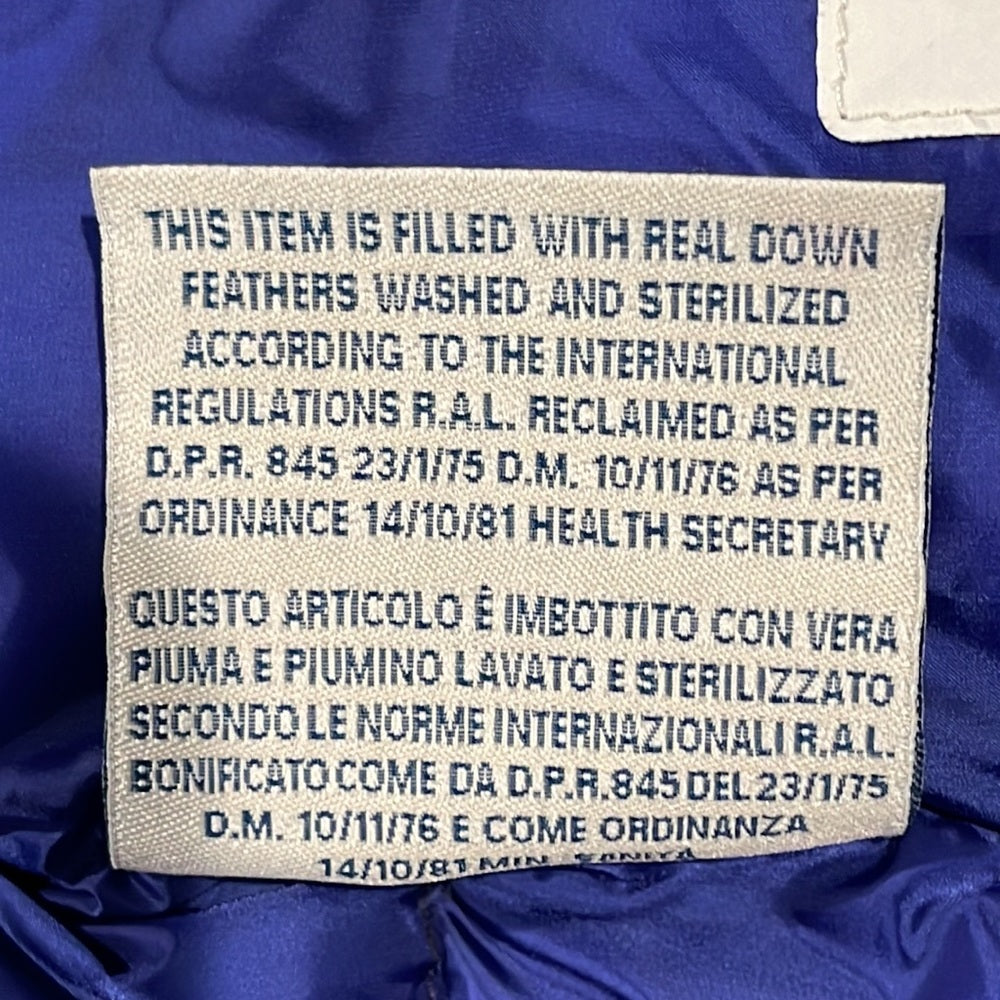 THIS ITEM IS FILLED WITH REAL DOWN
FEATHERS WASHED AND STERILIZED
ACCORDING TO THE INTERNATIONAL
REGULATIONS R.A.L. RECLAIMED AS PER
D.P.R. 845 23/1/75 D.M. 10/11/76 AS PER
ORDINANCE 14/10/81 HEALTH SECRETARY
QUESTO ARTICOLO É IMBOTTITO CON VERA
PIUMA E PIUMINO LAVATO E STERILIZZATO
SECONDO LE NORME INTERNAZIONALI R.A.L.
BONIFICATO COME DA D.P.R.845 DEL 23/1/75
D.M. 10/11/76 E COME ORDINANZA
14/10/81 MIN. SANITA